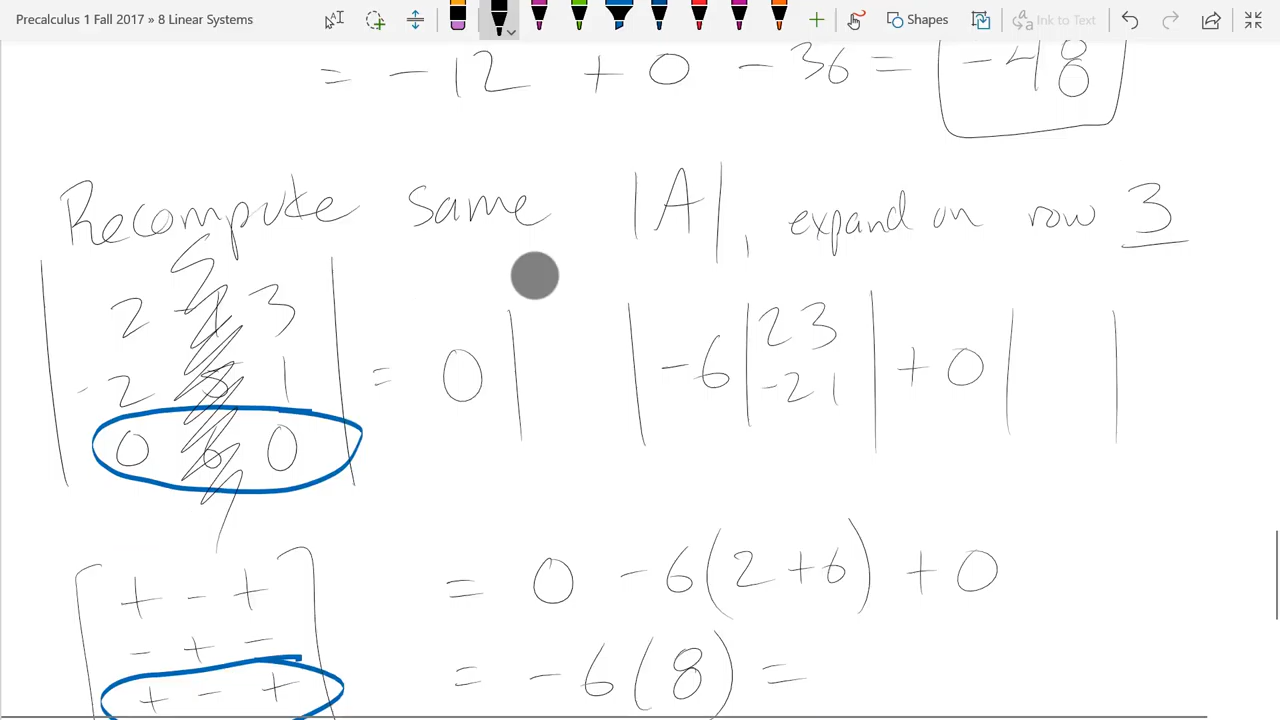 Precalculus 1 Fall 2017 » 8 Linear Systems
Shapes
Ink to Text
= -12 + 0 - 36 = -48
Recompute same |A|, expand on row 3
| 2 3 |
| -2 1 | = 0 | | -6 | 2 3 | + 0 | |
| -2 1 |
0 6 0
+ - + = 0 - 6(2+6) + 0
- + -
+ - + = -6(8) =